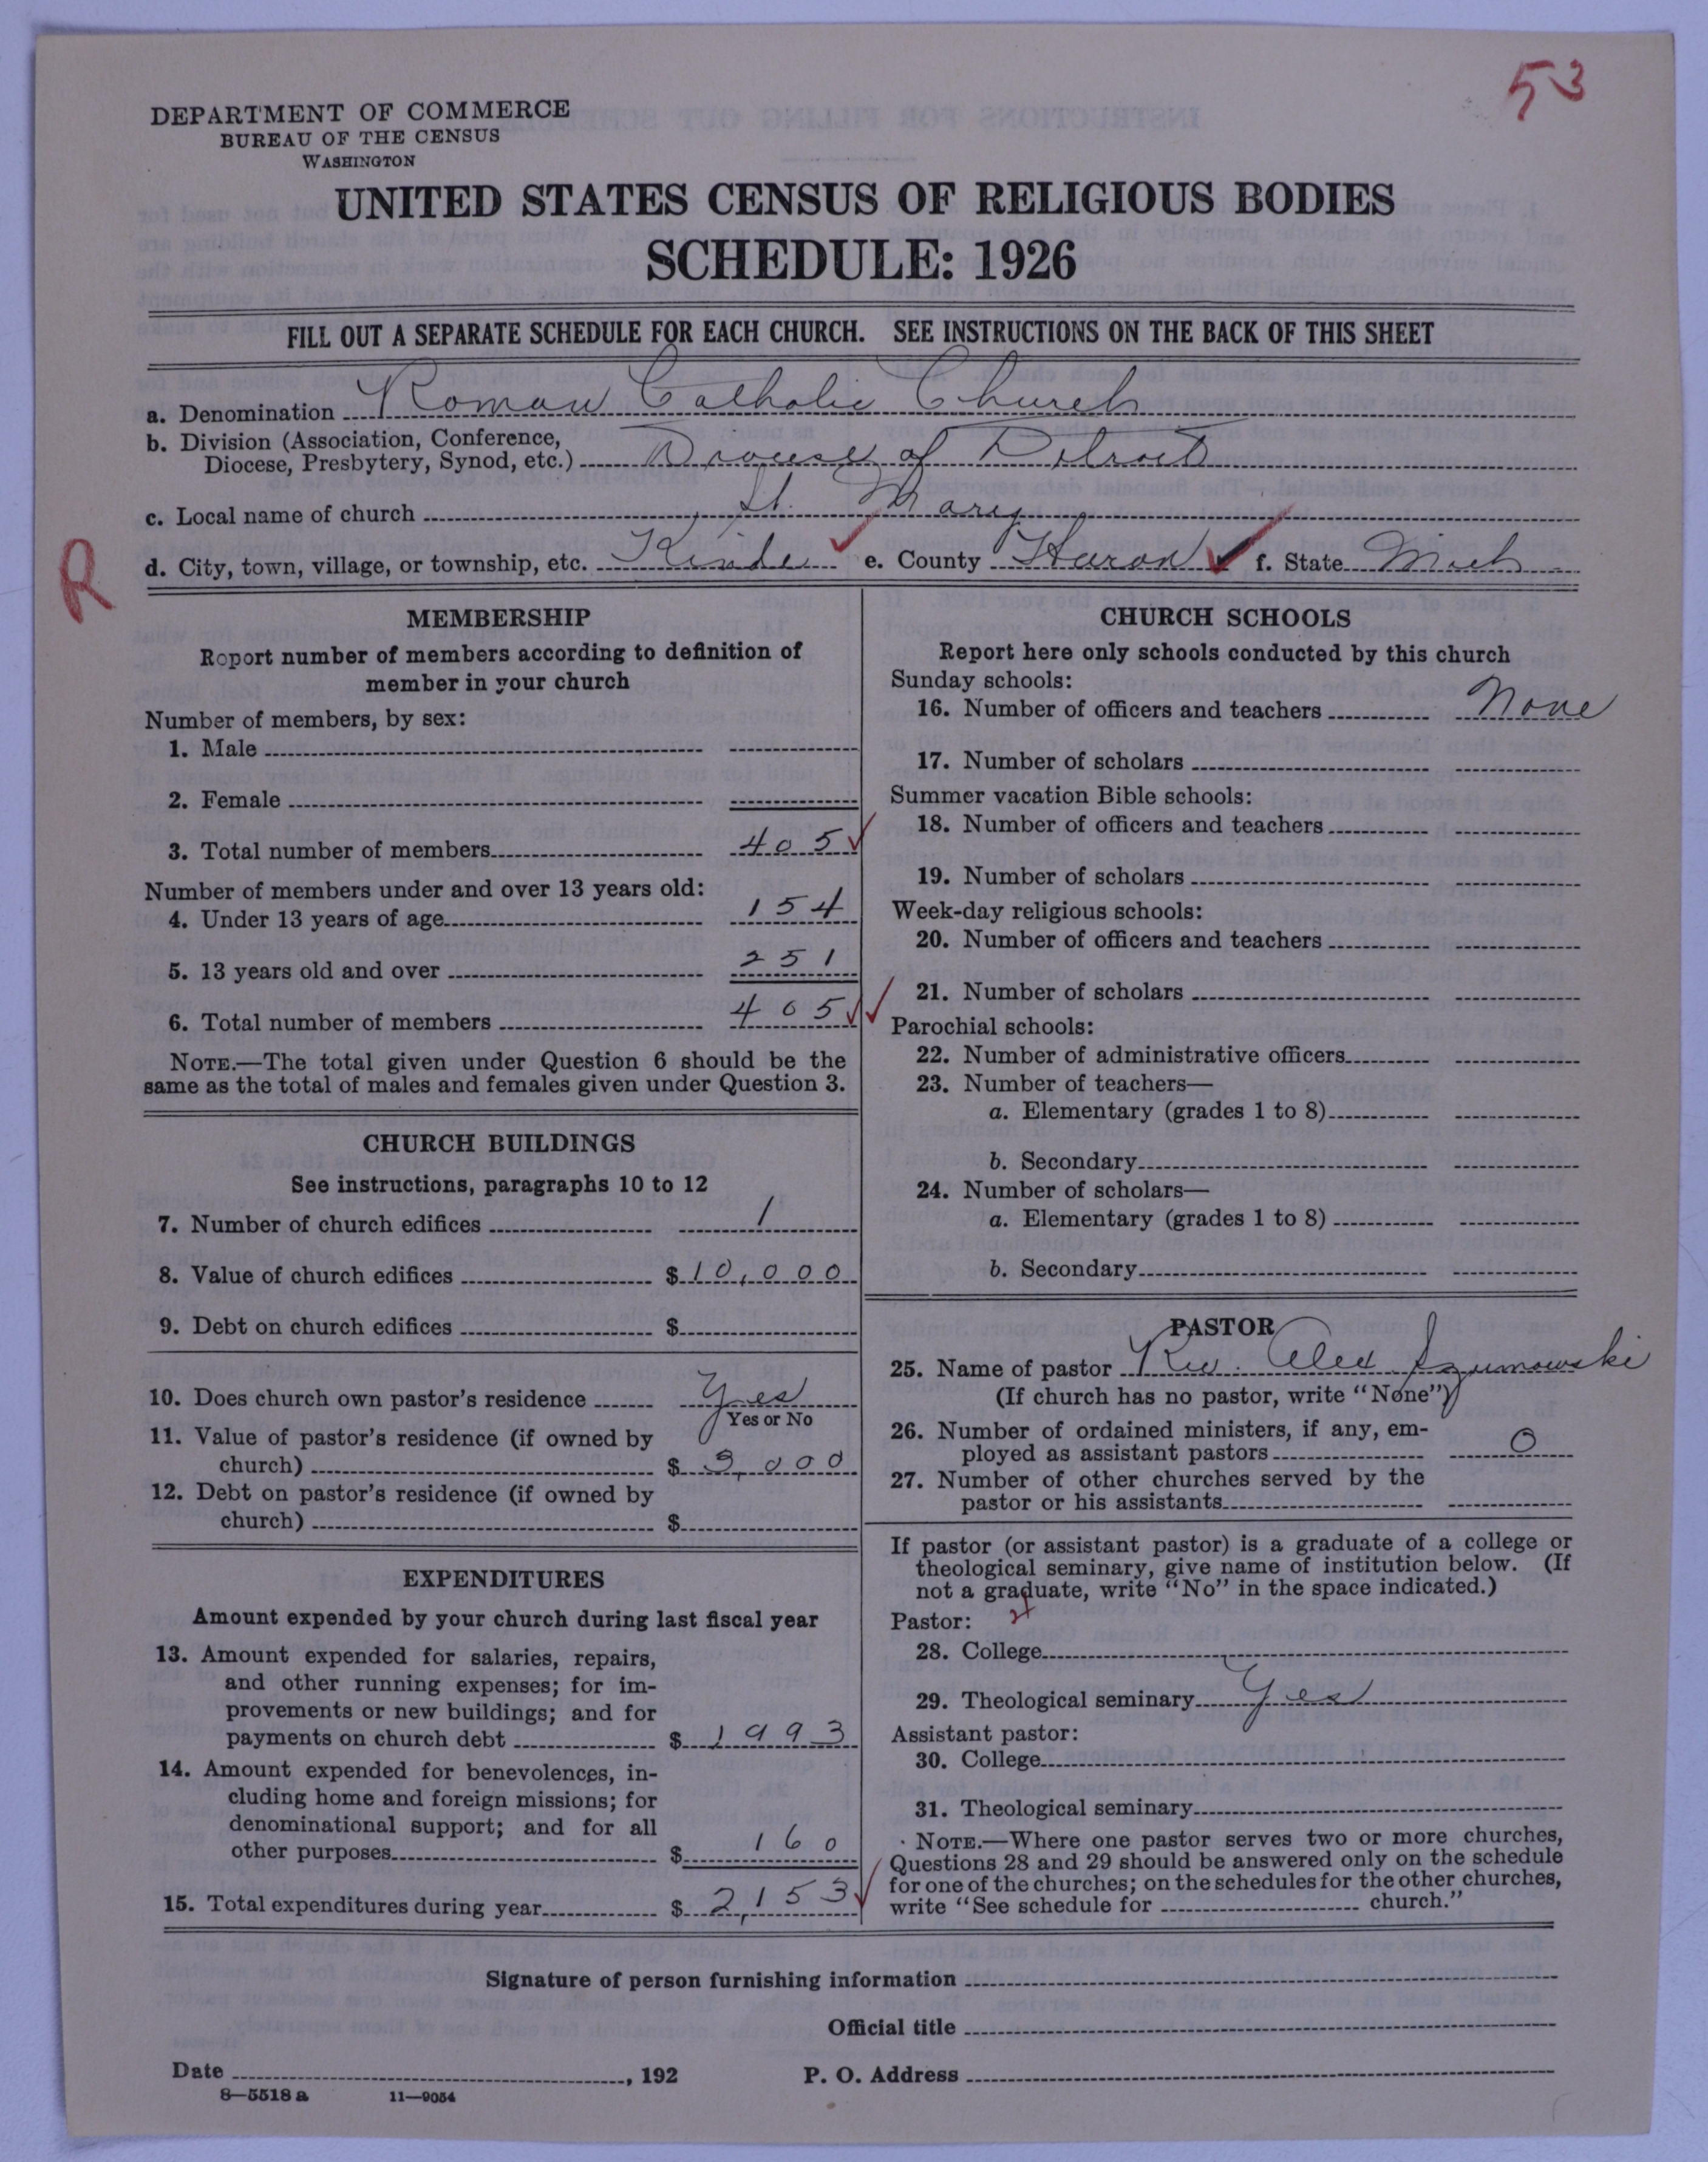 53
DEPARTMENT OF COMMERCE
BUREAU OF THE CENSUS
WASHINGTON
UNITED STATES CENSUS OF RELIGIOUS BODIES
SCHEDULE: 1926
FILL OUT A SEPARATE SCHEDULE FOR EACH CHURCH. SEE INSTRUCTIONS ON THE BACK OF THIS SHEET
a. Denomination Roman Catholic Church
b. Division (Association, Conference,
Diocese, Presbytery, Synod, etc.) Diocese of Detroit
c. Local name of church St. Mary
d. City, town, village, or township, etc. Kinde e. County Huron f. State Mich
R
MEMBERSHIP
Report number of members according to definition of
member in your church
Number of members, by sex:
1. Male
2. Female
3. Total number of members 405
Number of members under and over 13 years old:
4. Under 13 years of age 154
5. 13 years old and over 251
6. Total number of members 405
NOTE.—The total given under Question 6 should be the
same as the total of males and females given under Question 3.
CHURCH BUILDINGS
See instructions, paragraphs 10 to 12
7. Number of church edifices 1
8. Value of church edifices $ 10,000
9. Debt on church edifices $
10. Does church own pastor's residence Yes
Yes or No
11. Value of pastor's residence (if owned by
church) $ 3,000
12. Debt on pastor's residence (if owned by
church) $
EXPENDITURES
Amount expended by your church during last fiscal year
13. Amount expended for salaries, repairs,
and other running expenses; for im-
provements or new buildings; and for
payments on church debt $ 1993
14. Amount expended for benevolences, in-
cluding home and foreign missions; for
denominational support; and for all
other purposes $ 160
15. Total expenditures during year $ 2,153
CHURCH SCHOOLS
Report here only schools conducted by this church
Sunday schools:
16. Number of officers and teachers None
17. Number of scholars
Summer vacation Bible schools:
18. Number of officers and teachers
19. Number of scholars
Week-day religious schools:
20. Number of officers and teachers
21. Number of scholars
Parochial schools:
22. Number of administrative officers
23. Number of teachers—
a. Elementary (grades 1 to 8)
b. Secondary
24. Number of scholars—
a. Elementary (grades 1 to 8)
b. Secondary
PASTOR
25. Name of pastor Rev. Alex Szumowski
(If church has no pastor, write "None")
26. Number of ordained ministers, if any, em-
ployed as assistant pastors 0
27. Number of other churches served by the
pastor or his assistants
If pastor (or assistant pastor) is a graduate of a college or
theological seminary, give name of institution below. (If
not a graduate, write "No" in the space indicated.)
Pastor:
28. College
29. Theological seminary Yes
Assistant pastor:
30. College
31. Theological seminary
NOTE.—Where one pastor serves two or more churches,
Questions 28 and 29 should be answered only on the schedule
for one of the churches; on the schedules for the other churches,
write "See schedule for church."
Signature of person furnishing information
Official title
Date , 192 P. O. Address
8—5518 a 11—9054